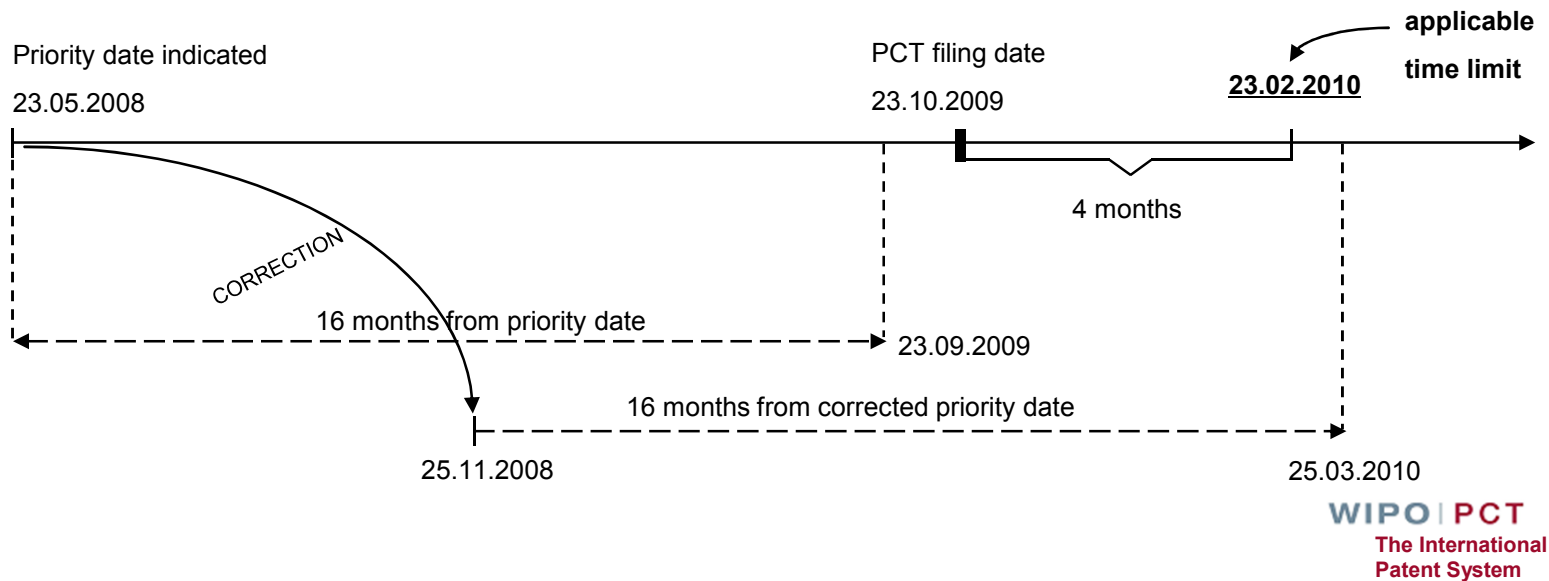 Priority date indicated
23.05.2008
PCT filing date
23.10.2009
23.02.2010
applicable
time limit
4 months
CORRECTION
16 months from priority date
23.09.2009
16 months from corrected priority date
25.11.2008
25.03.2010
WIPO | PCT
The International
Patent System